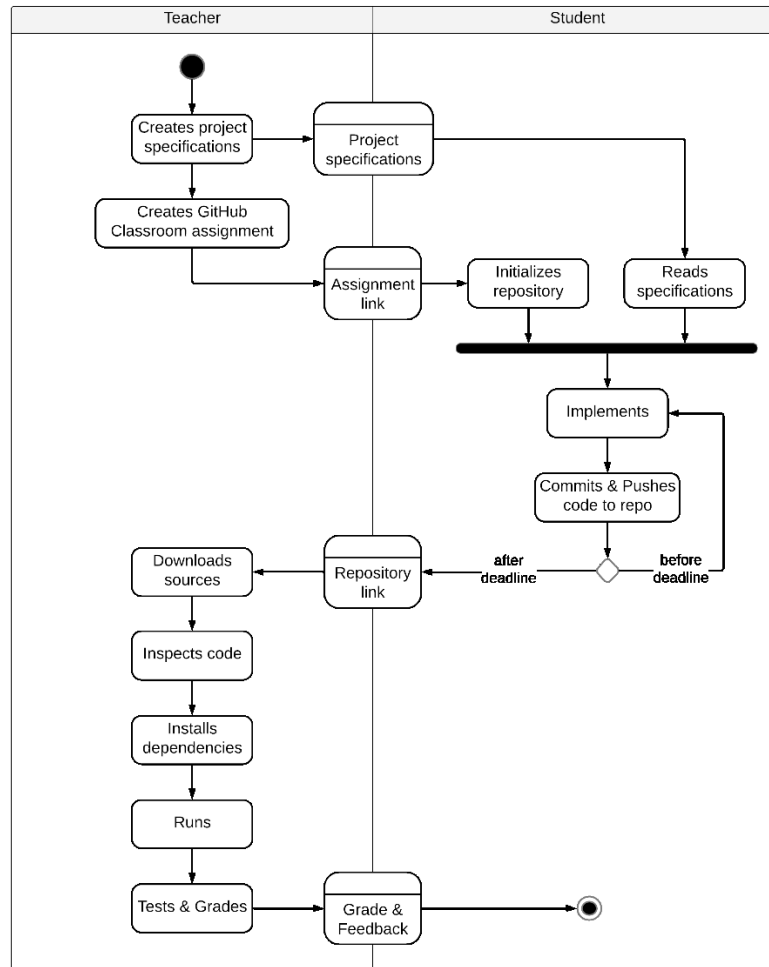 Teacher
Student
Creates project
specifications
Project
specifications
Creates GitHub
Classroom assignment
Assignment
link
Initializes
repository
Reads
specifications
Implements
Commits & Pushes
code to repo
after
deadline
before
deadline
Repository
link
Downloads
sources
Inspects code
Installs
dependencies
Runs
Tests & Grades
Grade &
Feedback